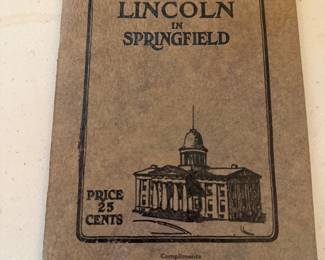 LINCOLN
IN
SPRINGFIELD
PRICE
25
CENTS
Compliments